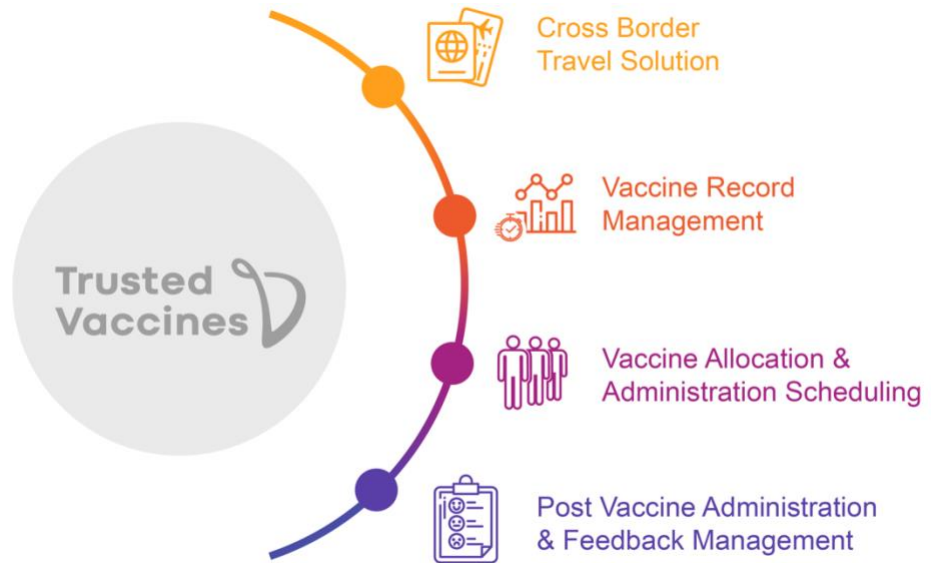 Cross Border
Travel Solution
Vaccine Record
Management
Trusted
Vaccines
Vaccine Allocation &
Administration Scheduling
Post Vaccine Administration
& Feedback Management